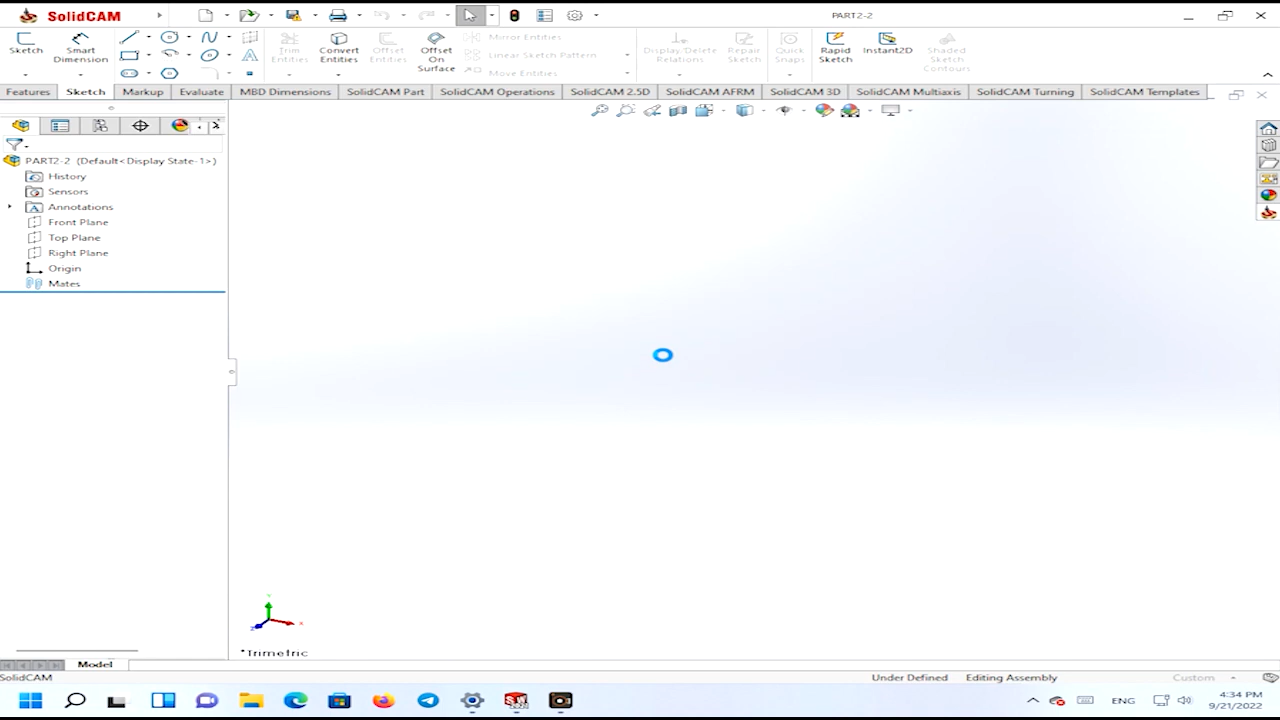 SolidCAM
PART2-2
Sketch
Smart Dimension
Trim Entities
Convert Entities
Offset Entities
Offset On Surface
Mirror Entities
Linear Sketch Pattern
Move Entities
Display/Delete Relations
Repair Sketch
Quick Snaps
Rapid Sketch
Instant2D
Shaded Sketch Contours
Features
Sketch
Markup
Evaluate
MBD Dimensions
SolidCAM Part
SolidCAM Operations
SolidCAM 2.5D
SolidCAM AFRM
SolidCAM 3D
SolidCAM Multiaxis
SolidCAM Turning
SolidCAM Templates
PART2-2 (Default<Display State-1>)
History
Sensors
Annotations
Front Plane
Top Plane
Right Plane
Origin
Mates
*Trimetric
Model
SolidCAM
Under Defined
Editing Assembly
Custom
ENG
4:34 PM
9/21/2022